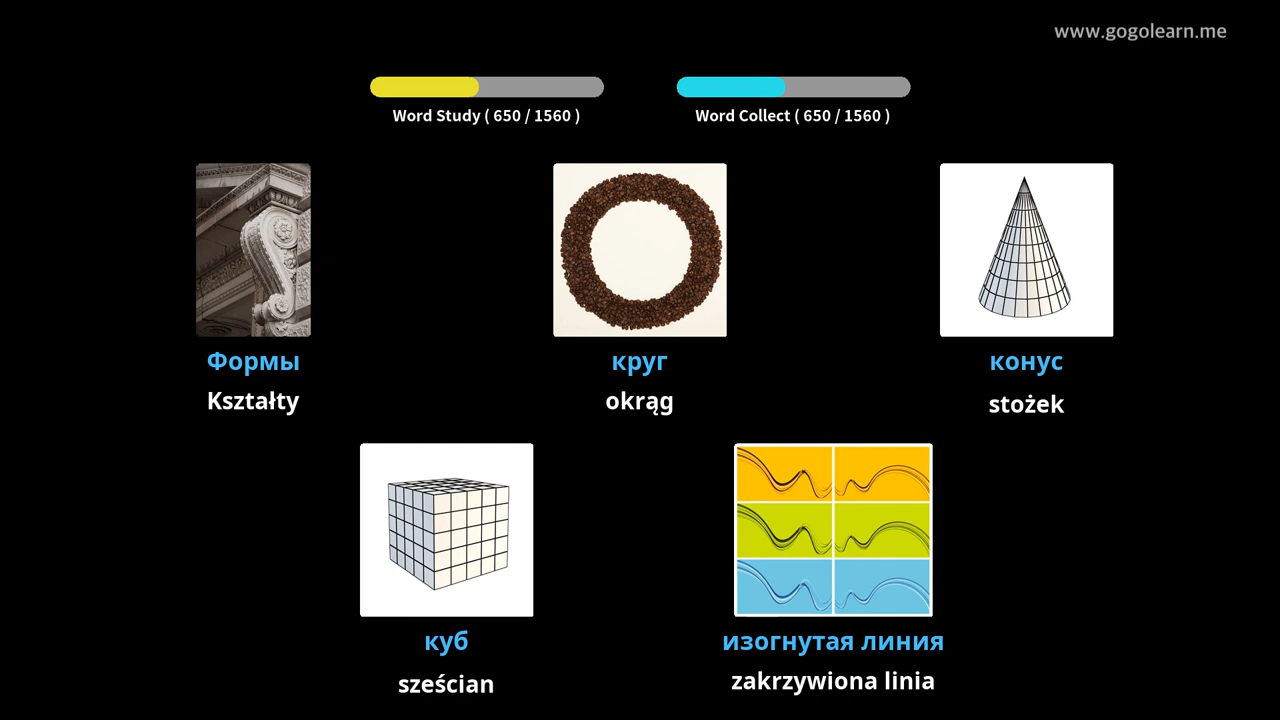 www.gogolearn.me
Word Study ( 650 / 1560 )
Word Collect ( 650 / 1560 )
Формы
Kształty
круг
okrąg
конус
stożek
куб
sześcian
изогнутая линия
zakrzywiona linia